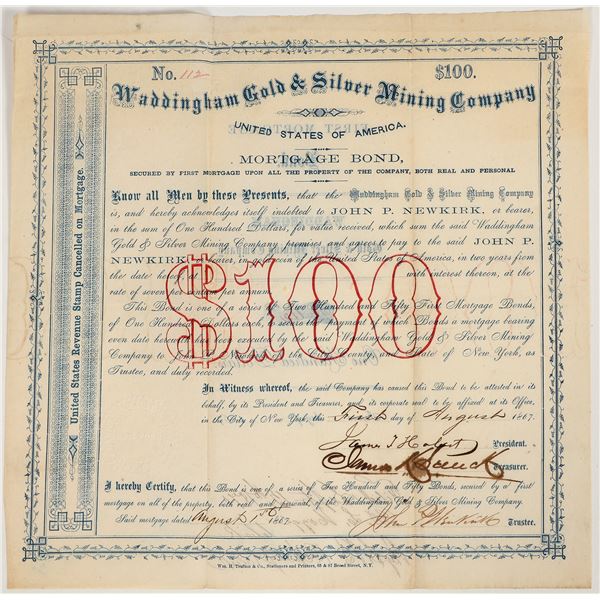 No. 112 $100.
Waddingham Gold & Silver Mining Company
UNITED STATES OF AMERICA.
MORTGAGE BOND,
SECURED BY FIRST MORTGAGE UPON ALL THE PROPERTY OF THE COMPANY, BOTH REAL AND PERSONAL
Know all Men by these Presents, that the Waddingham Gold & Silver Mining Company
is, and hereby acknowledges itself indebted to JOHN P. NEWKIRK, or bearer,
in the sum of One Hundred Dollars, for value received, which sum the said Waddingham
Gold & Silver Mining Company promises and agrees to pay to the said JOHN P.
NEWKIRK, or bearer, in gold coin of the United States of America, in two years from
the date hereof at with interest thereon, at the
rate of seven per centum per annum.
This Bond is one of a series of Two Hundred and Fifty First Mortgage Bonds,
of One Hundred Dollars each, to secure the payment of which Bonds a mortgage bearing
even date herewith has been executed by the said Waddingham Gold & Silver Mining
Company to John P. Newkirk, of the City, County, and State of New York, as
Trustee, and duly recorded.
$100
In Witness whereof, the said Company has caused this Bond to be attested in its
behalf, by its President and Treasurer, and its corporate seal to be affixed at its Office,
in the City of New York, this First day of August 1867.
President.
Treasurer.
I hereby Certify, that this Bond is one of a series of Two Hundred and Fifty Bonds, secured by a first
mortgage on all of the property, both real and personal, of the Waddingham Gold & Silver Mining Company.
Said mortgage dated August 1st 1867. John P. Newkirk Trustee.
United States Revenue Stamp Cancelled on Mortgage.
Wm. H. Trafton & Co., Stationers and Printers, 65 & 87 Broad Street, N.Y.